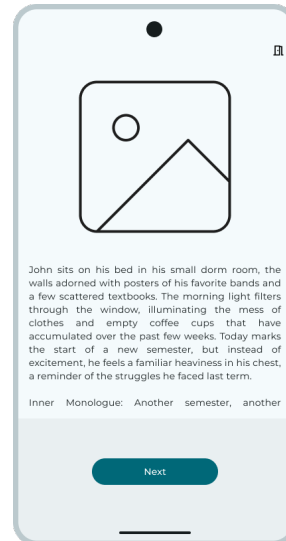 John sits on his bed in his small dorm room, the
walls adorned with posters of his favorite bands and
a few scattered textbooks. The morning light filters
through the window, illuminating the mess of
clothes and empty coffee cups that have
accumulated over the past few weeks. Today marks
the start of a new semester, but instead of
excitement, he feels a familiar heaviness in his chest,
a reminder of the struggles he faced last term.
Inner Monologue: Another semester, another
Next